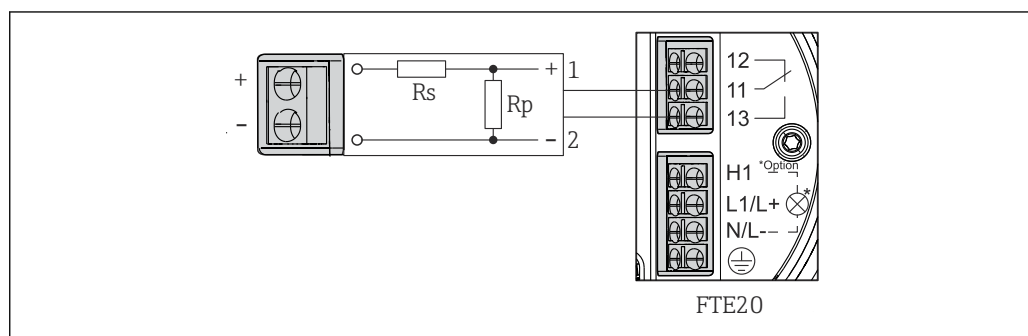 +
-
Rs
Rp
+ 1
- 2
12
11
13
H1 *Option
L1/L+ *
N/L-
FTE20